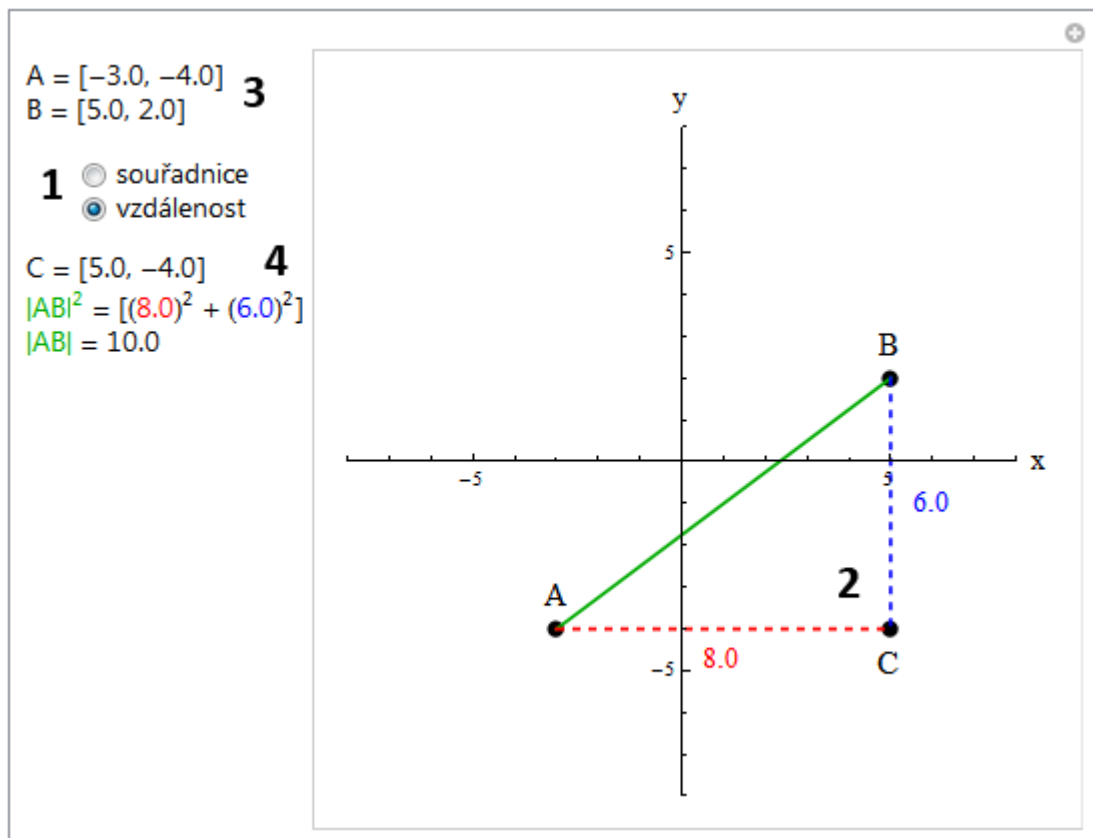 A = [−3.0, −4.0]
B = [5.0, 2.0]
3
1
souřadnice
vzdálenost
4
C = [5.0, −4.0]
|AB|² = [(8.0)² + (6.0)²]
|AB| = 10.0
y
5
B
−5
5
x
6.0
2
A
8.0
−5
C